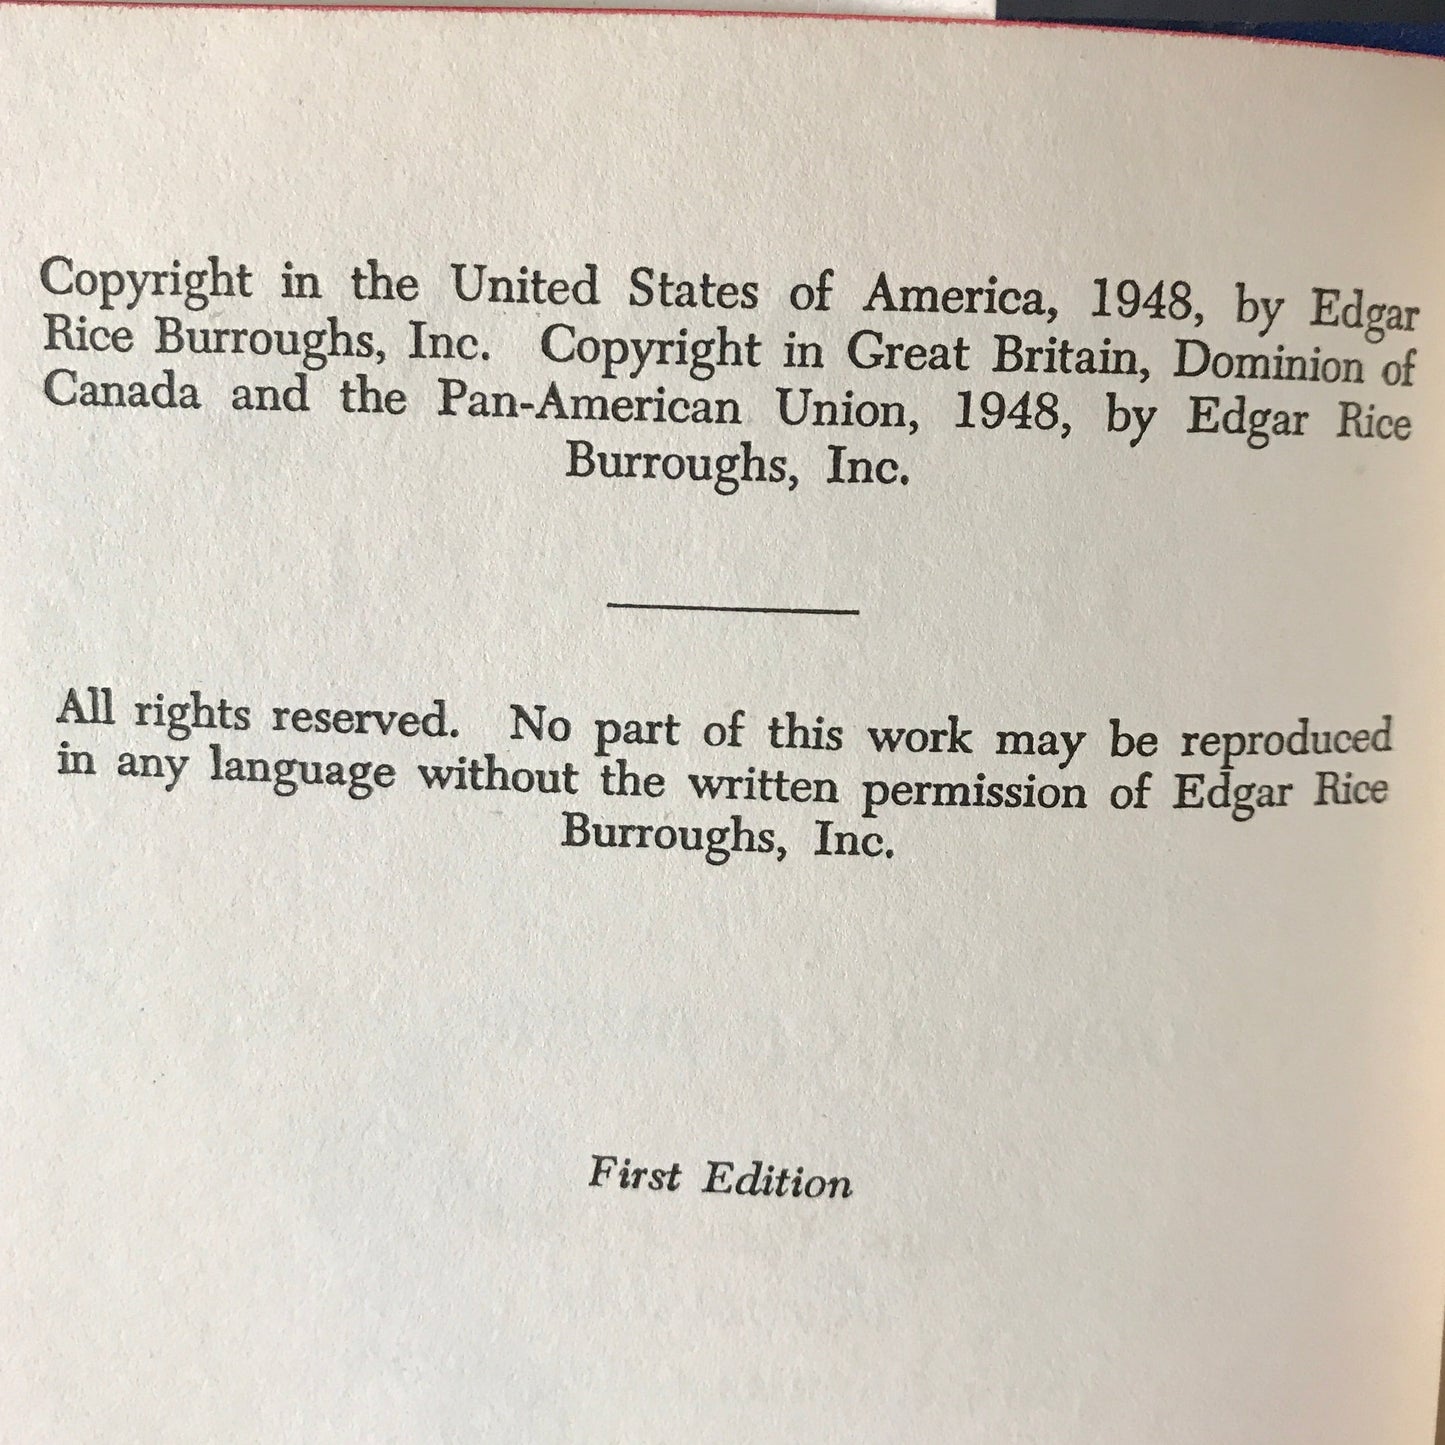 Copyright in the United States of America, 1948, by Edgar
Rice Burroughs, Inc. Copyright in Great Britain, Dominion of
Canada and the Pan-American Union, 1948, by Edgar Rice
Burroughs, Inc.
All rights reserved. No part of this work may be reproduced
in any language without the written permission of Edgar Rice
Burroughs, Inc.
First Edition